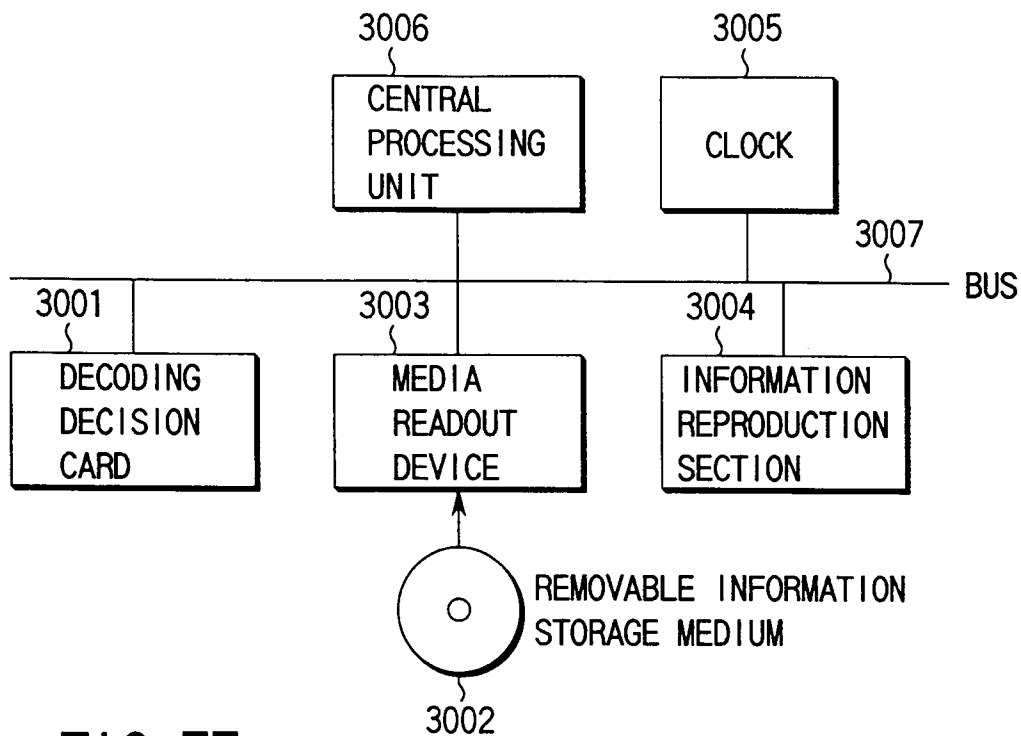 3006
3005
CENTRAL
PROCESSING
UNIT
CLOCK
3007
BUS
3001
3003
3004
DECODING
DECISION
CARD
MEDIA
READOUT
DEVICE
INFORMATION
REPRODUCTION
SECTION
REMOVABLE INFORMATION
STORAGE MEDIUM
3002